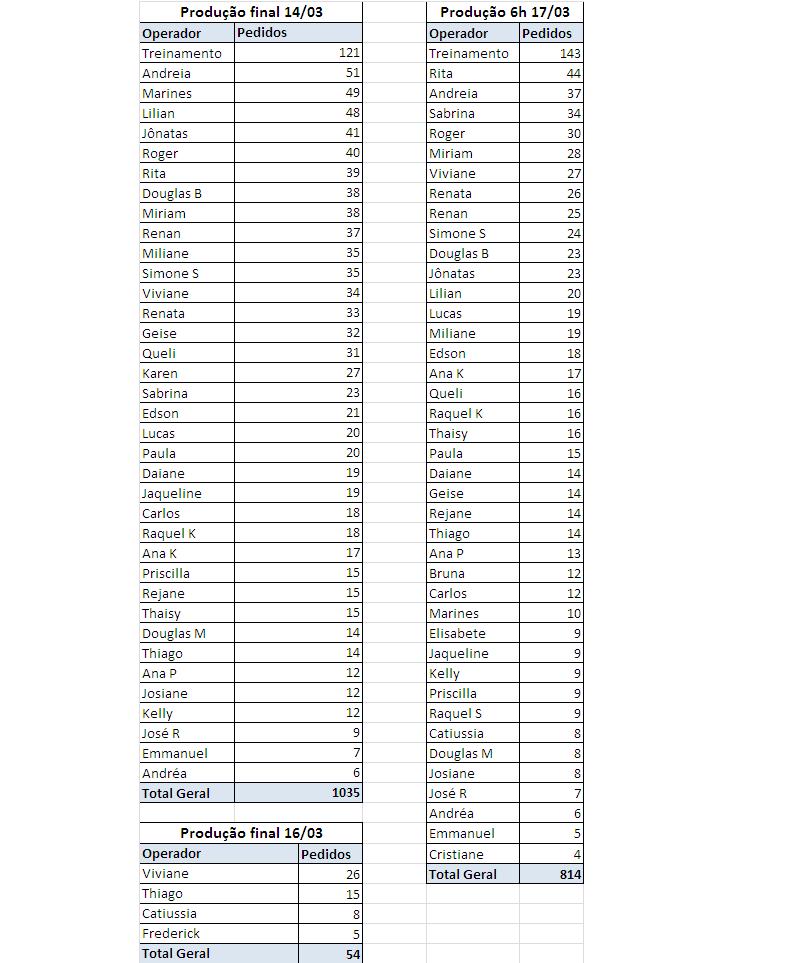 Produção final 14/03
Operador Pedidos
Treinamento 121
Andreia 51
Marines 49
Lilian 48
Jônatas 41
Roger 40
Rita 39
Douglas B 38
Miriam 38
Renan 37
Miliane 35
Simone S 35
Viviane 34
Renata 33
Geise 32
Queli 31
Karen 27
Sabrina 23
Edson 21
Lucas 20
Paula 20
Daiane 19
Jaqueline 19
Carlos 18
Raquel K 18
Ana K 17
Priscilla 15
Rejane 15
Thaisy 15
Douglas M 14
Thiago 14
Ana P 12
Josiane 12
Kelly 12
José R 9
Emmanuel 7
Andréa 6
Total Geral 1035
Produção final 16/03
Operador Pedidos
Viviane 26
Thiago 15
Catiussia 8
Frederick 5
Total Geral 54
Produção 6h 17/03
Operador Pedidos
Treinamento 143
Rita 44
Andreia 37
Sabrina 34
Roger 30
Miriam 28
Viviane 27
Renata 26
Renan 25
Simone S 24
Douglas B 23
Jônatas 23
Lilian 20
Lucas 19
Miliane 19
Edson 18
Ana K 17
Queli 16
Raquel K 16
Thaisy 16
Paula 15
Daiane 14
Geise 14
Rejane 14
Thiago 14
Ana P 13
Bruna 12
Carlos 12
Marines 10
Elisabete 9
Jaqueline 9
Kelly 9
Priscilla 9
Raquel S 9
Catiussia 8
Douglas M 8
Josiane 8
José R 7
Andréa 6
Emmanuel 5
Cristiane 4
Total Geral 814